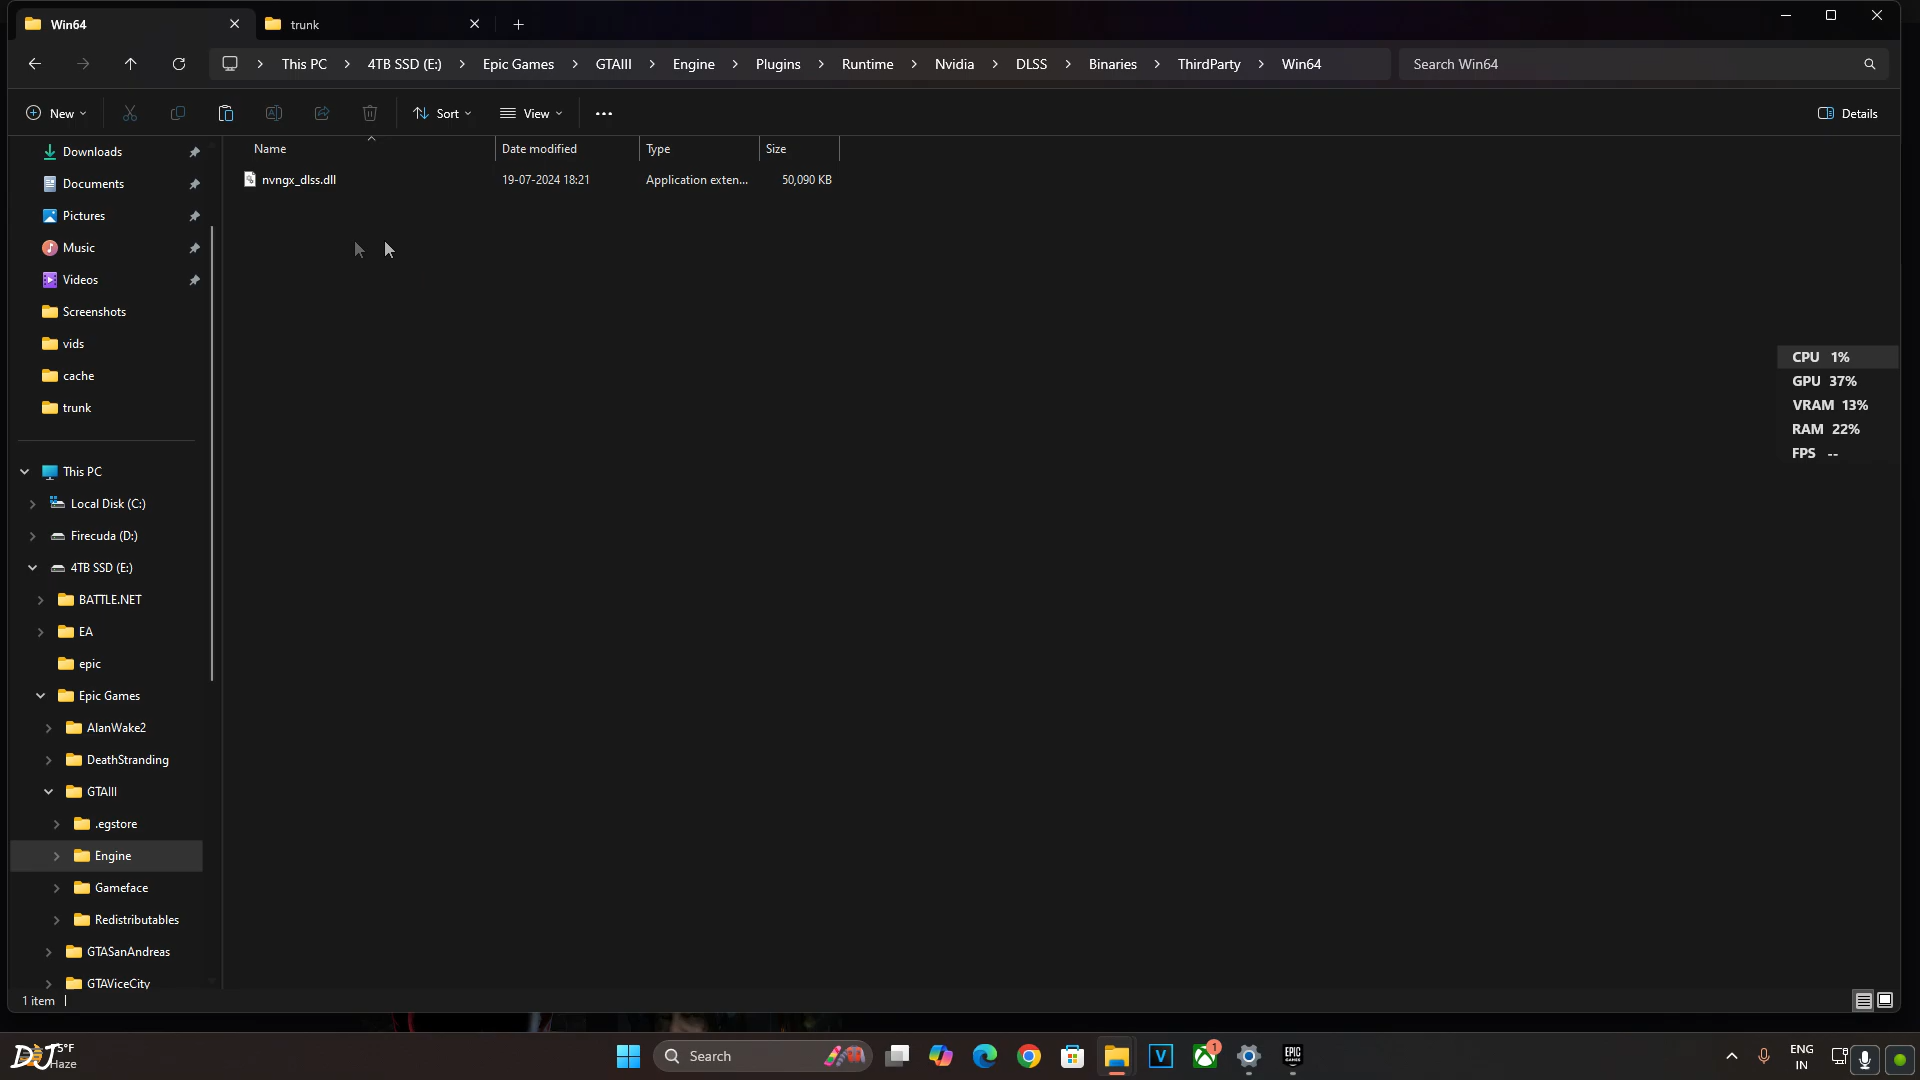 Win64
trunk
This PC > 4TB SSD (E:) > Epic Games > GTAIII > Engine > Plugins > Runtime > Nvidia > DLSS > Binaries > ThirdParty > Win64
Search Win64
New
Sort
View
Details
Name
Date modified
Type
Size
nvngx_dlss.dll
19-07-2024 18:21
Application exten...
50,090 KB
Downloads
Documents
Pictures
Music
Videos
Screenshots
vids
cache
trunk
This PC
Local Disk (C:)
Firecuda (D:)
4TB SSD (E:)
BATTLE.NET
EA
epic
Epic Games
AlanWake2
DeathStranding
GTAIII
.egstore
Engine
Gameface
Redistributables
GTASanAndreas
GTAViceCity
1 item
CPU 1%
GPU 37%
VRAM 13%
RAM 22%
FPS --
5°F
Haze
Search
V
1
EPIC
GAMES
ENG
IN